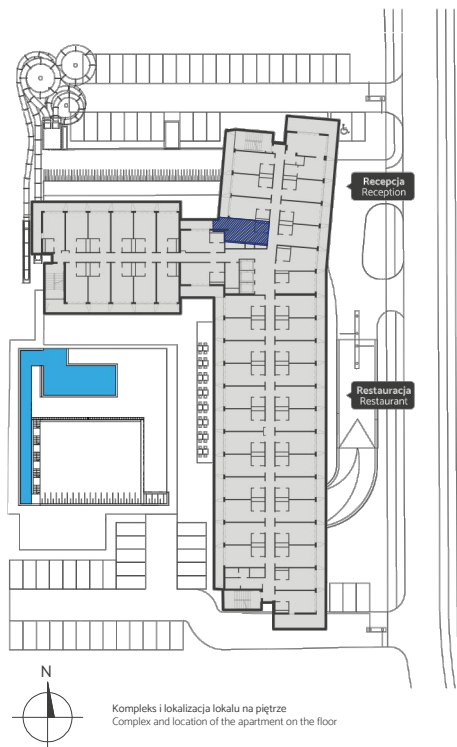 Recepcja
Reception
Restauracja
Restaurant
N
Kompleks i lokalizacja lokalu na piętrze
Complex and location of the apartment on the floor